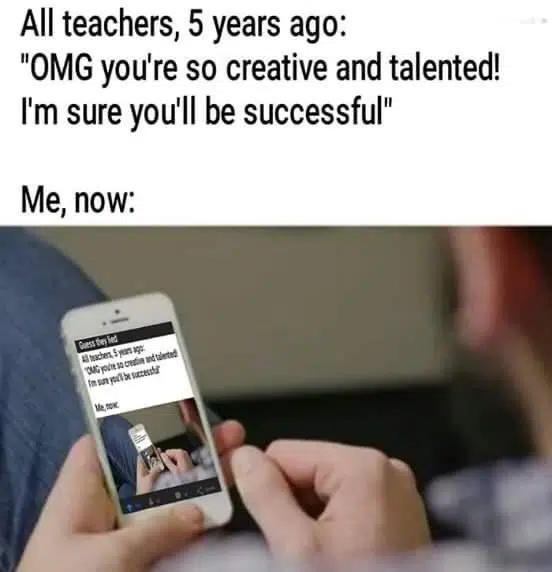 All teachers, 5 years ago:
"OMG you're so creative and talented!
I'm sure you'll be successful"
Me, now:
Guess they lied
All teachers, 5 years ago:
"OMG you're so creative and talented!
I'm sure you'll be successful"
Me, now: